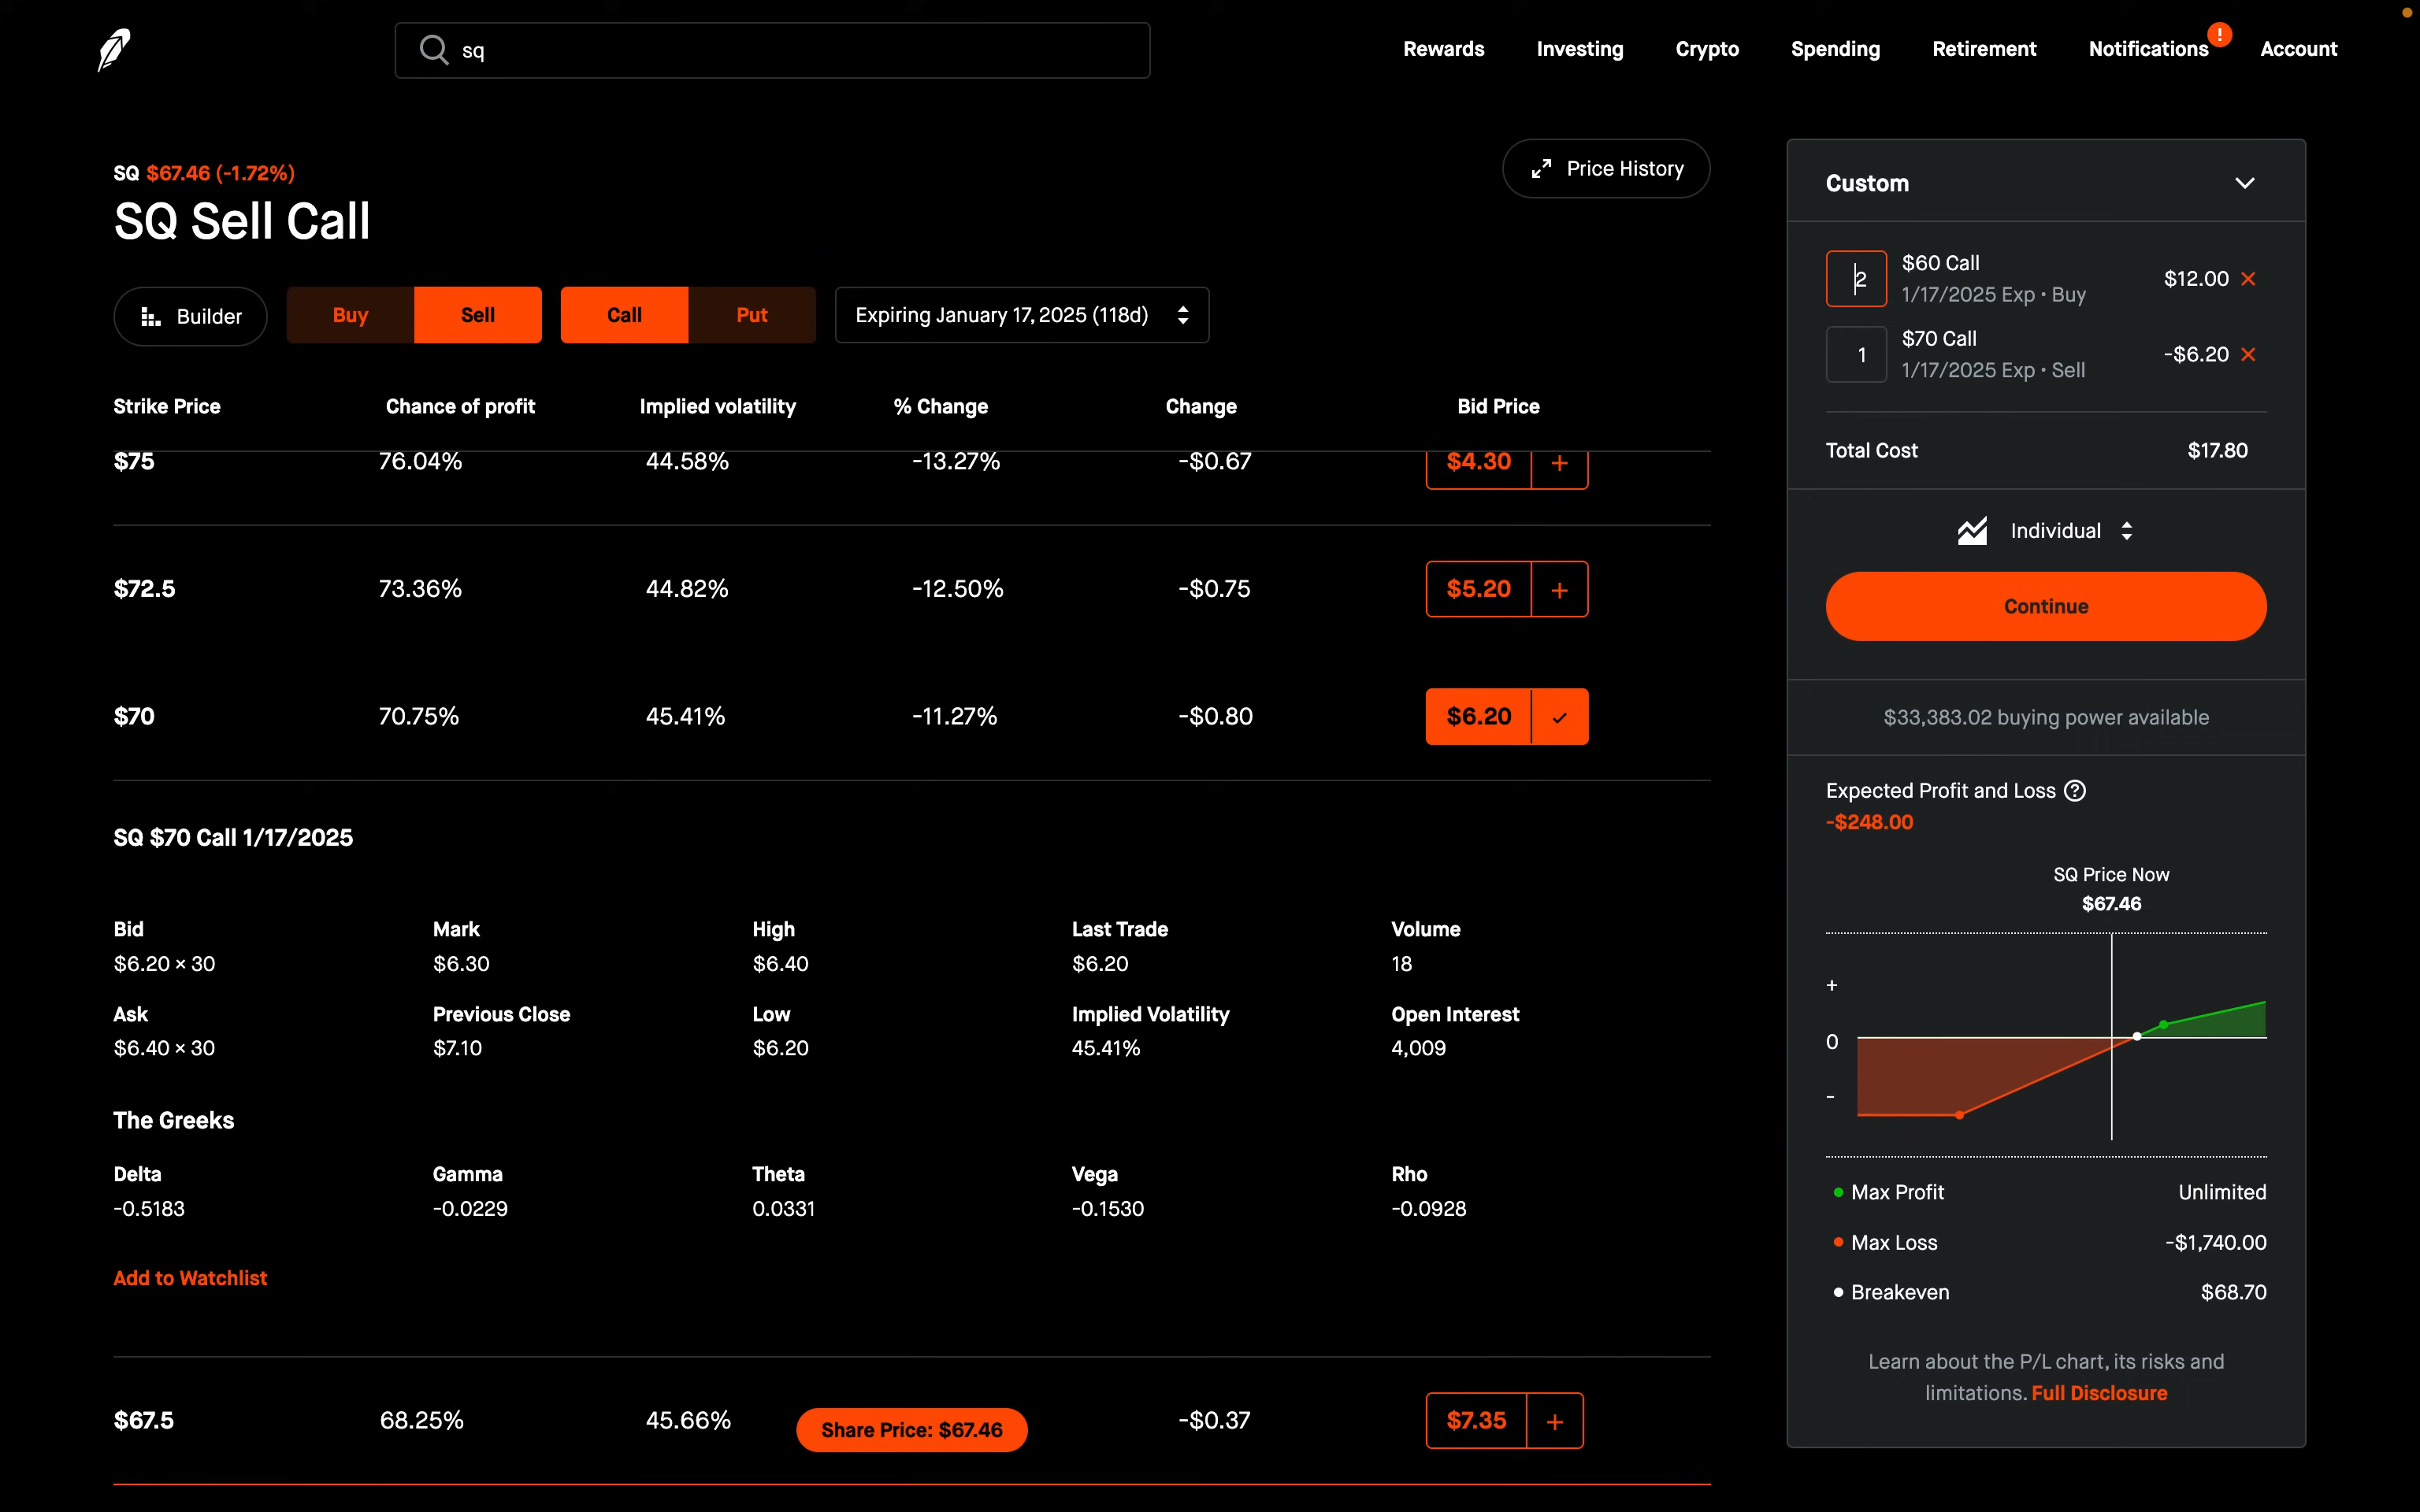 sq
Rewards
Investing
Crypto
Spending
Retirement
Notifications
!
Account
SQ $67.46 (-1.72%)
SQ Sell Call
Price History
Builder
Buy
Sell
Call
Put
Expiring January 17, 2025 (118d)
Strike Price Chance of profit Implied volatility % Change Change Bid Price
$75 76.04% 44.58% -13.27% -$0.67 $4.30 +
$72.5 73.36% 44.82% -12.50% -$0.75 $5.20 +
$70 70.75% 45.41% -11.27% -$0.80 $6.20
SQ $70 Call 1/17/2025
Bid Mark High Last Trade Volume
$6.20 × 30 $6.30 $6.40 $6.20 18
Ask Previous Close Low Implied Volatility Open Interest
$6.40 × 30 $7.10 $6.20 45.41% 4,009
The Greeks
Delta Gamma Theta Vega Rho
-0.5183 -0.0229 0.0331 -0.1530 -0.0928
Add to Watchlist
$67.5 68.25% 45.66% -$0.37 $7.35 +
Share Price: $67.46
Custom
2 $60 Call $12.00
1/17/2025 Exp • Buy
1 $70 Call -$6.20
1/17/2025 Exp • Sell
Total Cost $17.80
Individual
Continue
$33,383.02 buying power available
Expected Profit and Loss ?
-$248.00
SQ Price Now
$67.46
+
0
-
Max Profit Unlimited
Max Loss -$1,740.00
Breakeven $68.70
Learn about the P/L chart, its risks and
limitations. Full Disclosure